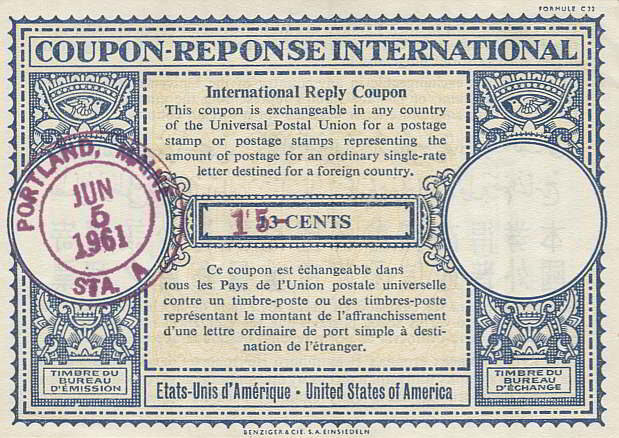 FORMULE C22
COUPON-REPONSE INTERNATIONAL
International Reply Coupon
This coupon is exchangeable in any country
of the Universal Postal Union for a postage
stamp or postage stamps representing the
amount of postage for an ordinary single-rate
letter destined for a foreign country.
PORTLAND, MAINE
JUN
5
1961
STA. A
15-
13 CENTS
Ce coupon est échangeable dans
tous les Pays de l'Union postale universelle
contre un timbre-poste ou des timbres-poste
représentant le montant de l'affranchissement
d'une lettre ordinaire de port simple à desti-
nation de l'étranger.
TIMBRE DU
BUREAU
D'ÉMISSION
Etats-Unis d'Amérique · United States of America
TIMBRE DU
BUREAU
D'ÉCHANGE
BENZIGER & CIE. S.A. EINSIEDELN